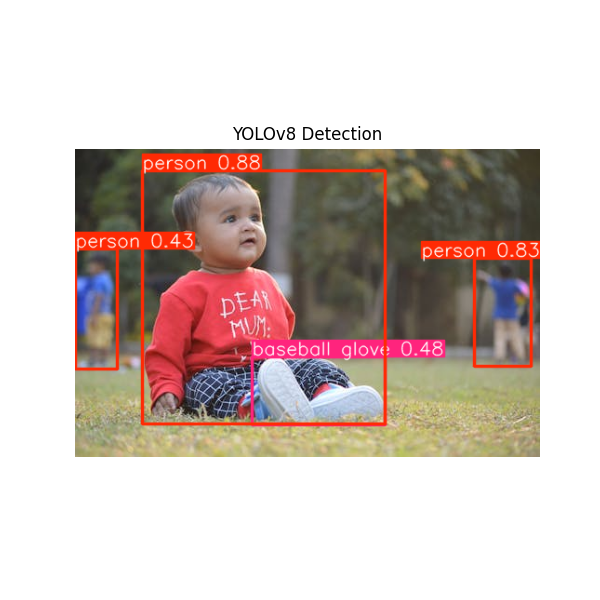 YOLOv8 Detection
person 0.88
person 0.43
person 0.83
DEAR
MUM:
baseball glove 0.48